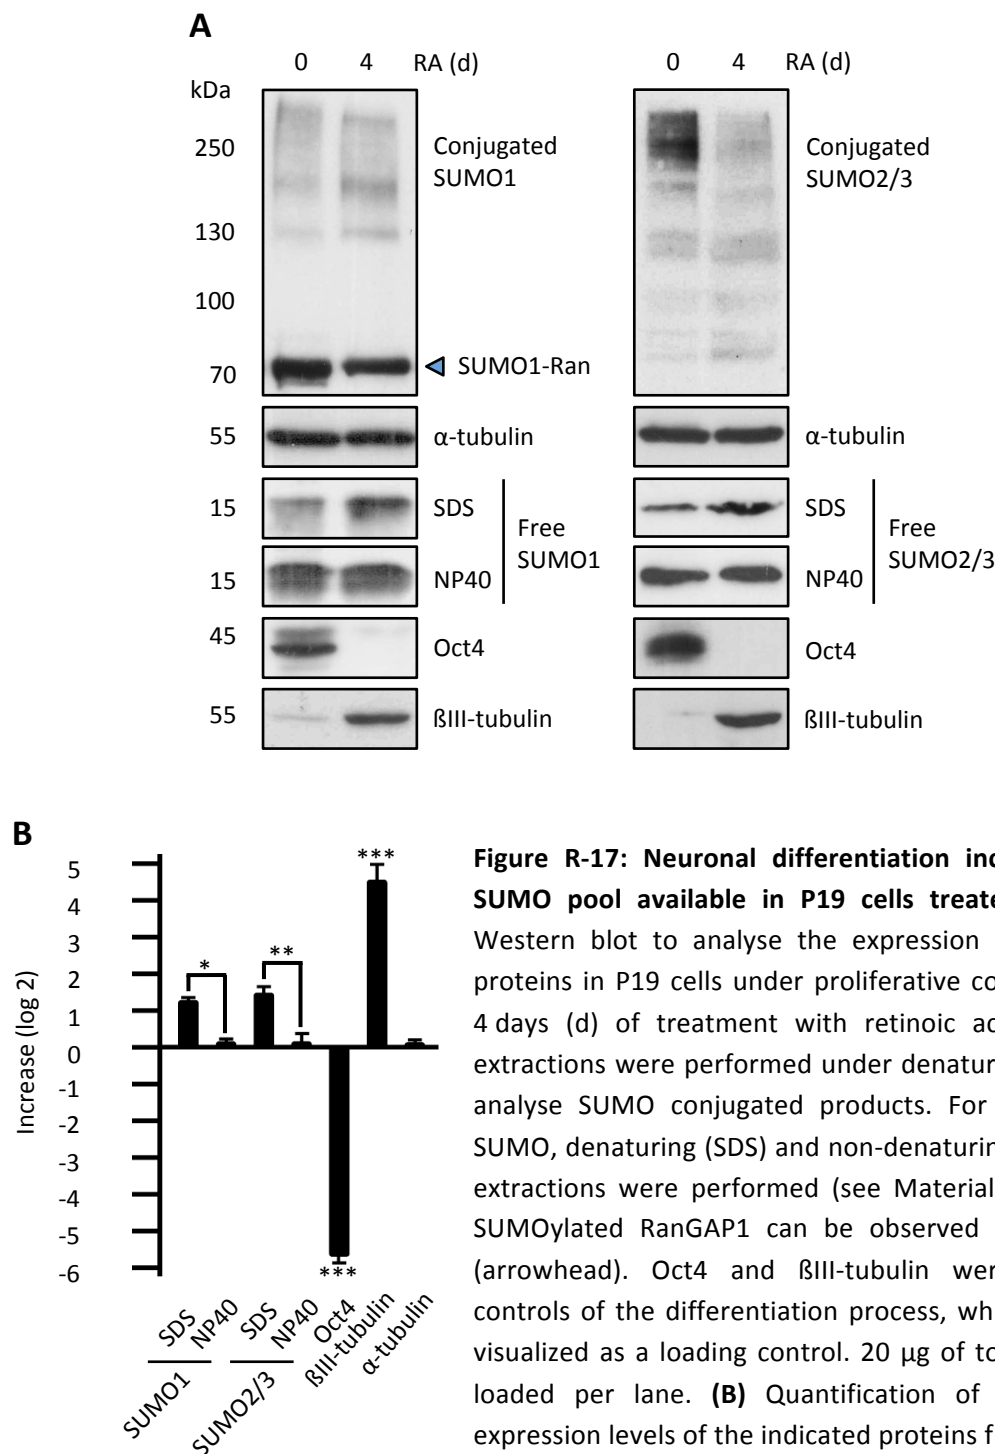 A
0 4 RA (d)
kDa
250
130
100
70
55
15
15
45
55
Conjugated
SUMO1
SUMO1-Ran
α-tubulin
SDS
NP40
Free
SUMO1
Oct4
ßIII-tubulin
0 4 RA (d)
Conjugated
SUMO2/3
α-tubulin
SDS
NP40
Free
SUMO2/3
Oct4
ßIII-tubulin
B
Increase (log 2)
5
4
3
2
1
0
-1
-2
-3
-4
-5
-6
*
**
***
***
SDS
NP40
SDS
NP40
Oct4
ßIII-tubulin
α-tubulin
SUMO1
SUMO2/3
Figure R-17: Neuronal differentiation inc
SUMO pool available in P19 cells treate
Western blot to analyse the expression
proteins in P19 cells under proliferative co
4 days (d) of treatment with retinoic ac
extractions were performed under denatur
analyse SUMO conjugated products. For
SUMO, denaturing (SDS) and non-denaturin
extractions were performed (see Material
SUMOylated RanGAP1 can be observed
(arrowhead). Oct4 and ßIII-tubulin wer
controls of the differentiation process, wh
visualized as a loading control. 20 µg of to
loaded per lane. (B) Quantification of
expression levels of the indicated proteins f